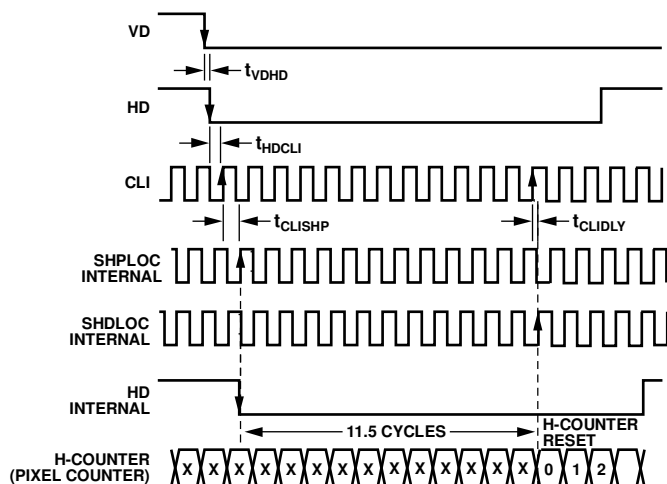 VD
tVDHD
HD
tHDCLI
CLI
tCLISHP
tCLIDLY
SHPLOC
INTERNAL
SHDLOC
INTERNAL
HD
INTERNAL
11.5 CYCLES
H-COUNTER
RESET
H-COUNTER
(PIXEL COUNTER)
X X X X X X X X X X X X X 0 1 2